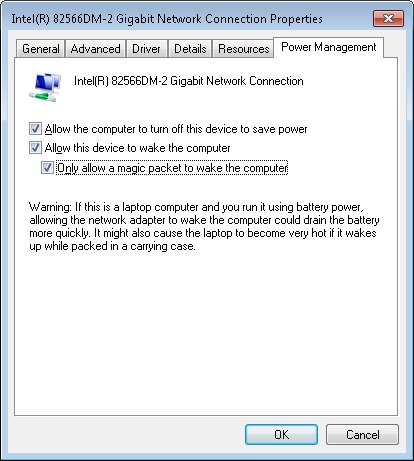 Intel(R) 82566DM-2 Gigabit Network Connection Properties
General Advanced Driver Details Resources Power Management
Intel(R) 82566DM-2 Gigabit Network Connection
Allow the computer to turn off this device to save power
Allow this device to wake the computer
Only allow a magic packet to wake the computer
Warning: If this is a laptop computer and you run it using battery power,
allowing the network adapter to wake the computer could drain the battery
more quickly. It might also cause the laptop to become very hot if it wakes
up while packed in a carrying case.
OK Cancel